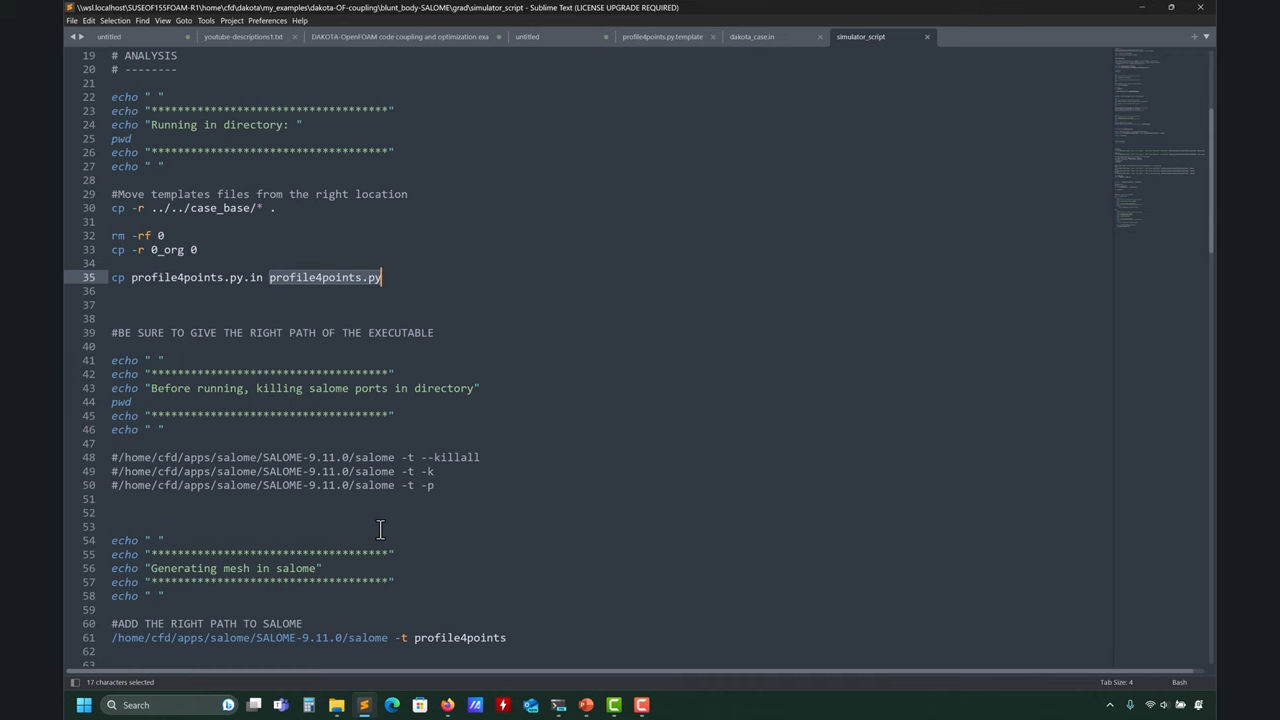 \\wsl.localhost\SUSEOF155FOAM-R1\home\cfd\dakota\my_examples\dakota-OF-coupling\blunt_body-SALOME\grad\simulator_script - Sublime Text (LICENSE UPGRADE REQUIRED)
File Edit Selection Find View Goto Tools Project Preferences Help
untitled youtube-descriptions1.txt DAKOTA-OpenFOAM code coupling and optimization exa untitled profile4points.py.template dakota_case.in simulator_script
19 # ANALYSIS
20 # --------
21
22 echo " "
23 echo "************************************"
24 echo "Running in directory: "
25 pwd
26 echo "************************************"
27 echo " "
28
29 #Move templates files from the right location
30 cp -r ../../case_base/* .
31
32 rm -rf 0
33 cp -r 0_org 0
34
35 cp profile4points.py.in profile4points.py
36
37
38
39 #BE SURE TO GIVE THE RIGHT PATH OF THE EXECUTABLE
40
41 echo " "
42 echo "************************************"
43 echo "Before running, killing salome ports in directory"
44 pwd
45 echo "************************************"
46 echo " "
47
48 #/home/cfd/apps/salome/SALOME-9.11.0/salome -t --killall
49 #/home/cfd/apps/salome/SALOME-9.11.0/salome -t -k
50 #/home/cfd/apps/salome/SALOME-9.11.0/salome -t -p
51
52
53
54 echo " "
55 echo "************************************"
56 echo "Generating mesh in salome"
57 echo "************************************"
58 echo " "
59
60 #ADD THE RIGHT PATH TO SALOME
61 /home/cfd/apps/salome/SALOME-9.11.0/salome -t profile4points
62
63
17 characters selected Tab Size: 4 Bash
Search